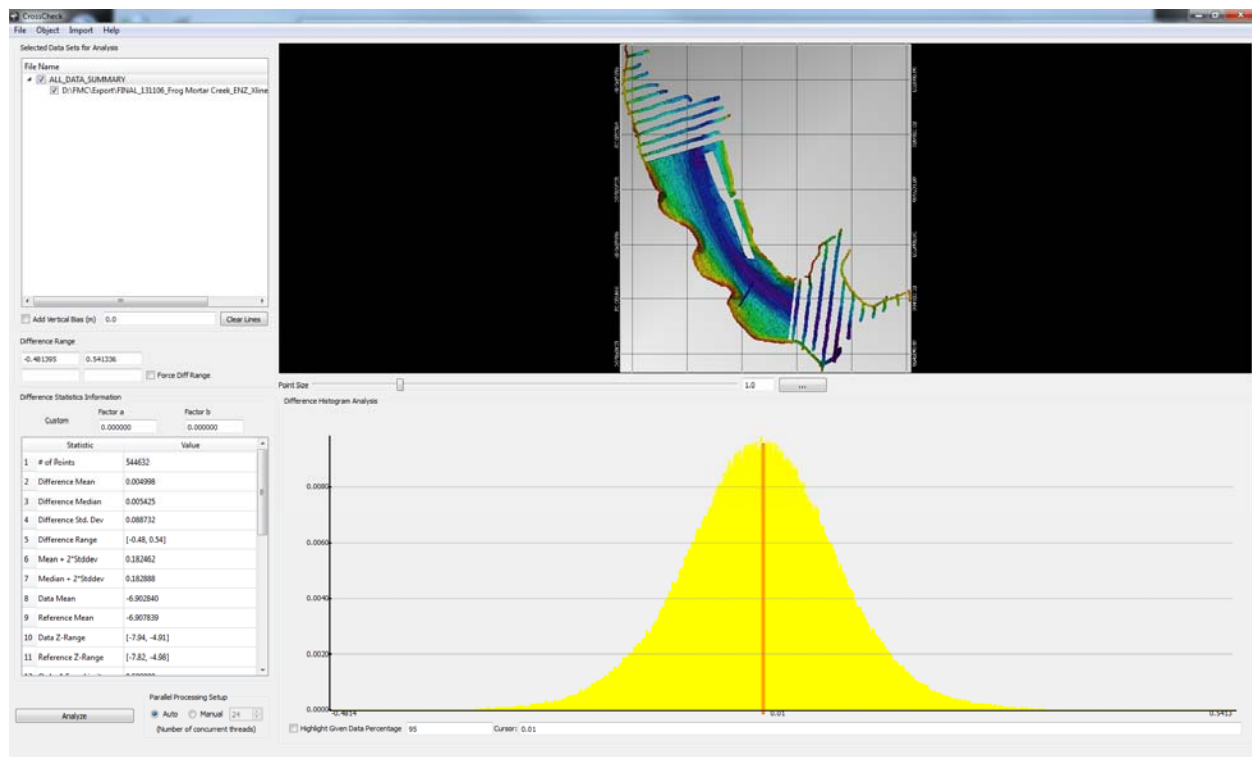 CrossCheck
File Object Import Help
Selected Data Sets for Analysis
File Name
ALL_DATA_SUMMARY
D:\FMC\Export\FINAL_131106_Frog Mortar Creek_ENZ_Xline
Add Vertical Bias (m) 0.0 Clear Lines
Difference Range
-0.481395 0.541336
Force Diff Range
Point Size 1.0 ...
Difference Statistics Information
Custom Factor a Factor b
0.000000 0.000000
Statistic Value
1 # of Points 544632
2 Difference Mean 0.004998
3 Difference Median 0.005425
4 Difference Std. Dev 0.088732
5 Difference Range [-0.48, 0.54]
6 Mean + 2*Stddev 0.182462
7 Median + 2*Stddev 0.182888
8 Data Mean -6.902840
9 Reference Mean -6.907839
10 Data Z-Range [-7.94, -4.91]
11 Reference Z-Range [-7.82, -4.98]
Parallel Processing Setup
Analyze Auto Manual 24
(Number of concurrent threads)
Difference Histogram Analysis
0.0080
0.0060
0.0040
0.0020
0.0000
-0.4814 0.01 0.5413
Highlight Given Data Percentage 95 Cursor: 0.01